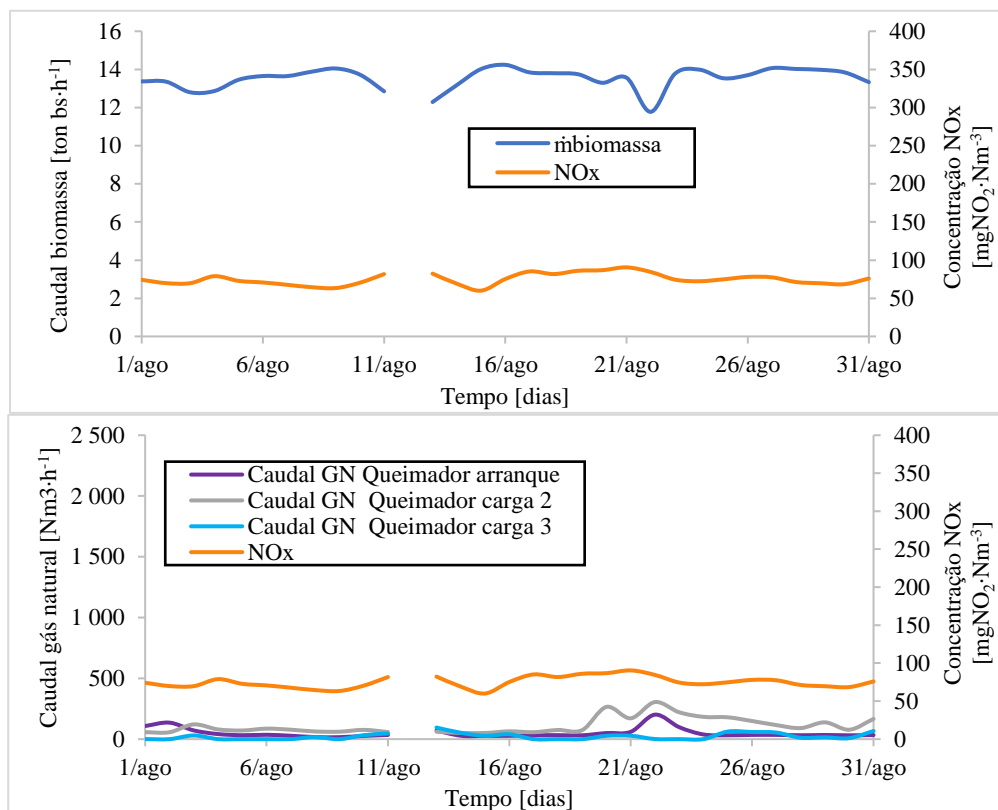 Caudal biomassa [ton bs·h⁻¹]
16
14
12
10
8
6
4
2
0
ṁbiomassa
NOx
400
350
300
250
200
150
100
50
0
Concentração NOx
[mgNO₂·Nm⁻³]
1/ago 6/ago 11/ago 16/ago 21/ago 26/ago 31/ago
Tempo [dias]
Caudal gás natural [Nm3·h⁻¹]
2 500
2 000
1 500
1 000
500
0
Caudal GN Queimador arranque
Caudal GN Queimador carga 2
Caudal GN Queimador carga 3
NOx
400
350
300
250
200
150
100
50
0
Concentração NOx
[mgNO₂·Nm⁻³]
1/ago 6/ago 11/ago 16/ago 21/ago 26/ago 31/ago
Tempo [dias]